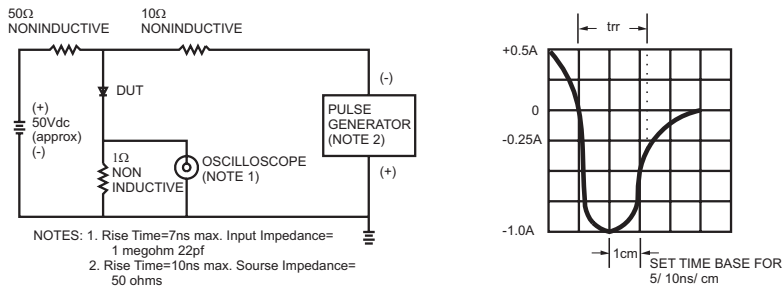 50Ω
NONINDUCTIVE
10Ω
NONINDUCTIVE
DUT
(+)
50Vdc
(approx)
(-)
1Ω
NON
INDUCTIVE
OSCILLOSCOPE
(NOTE 1)
(-)
PULSE
GENERATOR
(NOTE 2)
(+)
NOTES: 1. Rise Time=7ns max. Input Impedance=
1 megohm 22pf
2. Rise Time=10ns max. Sourse Impedance=
50 ohms
trr
+0.5A
0
-0.25A
-1.0A
1cm
SET TIME BASE FOR
5/ 10ns/ cm